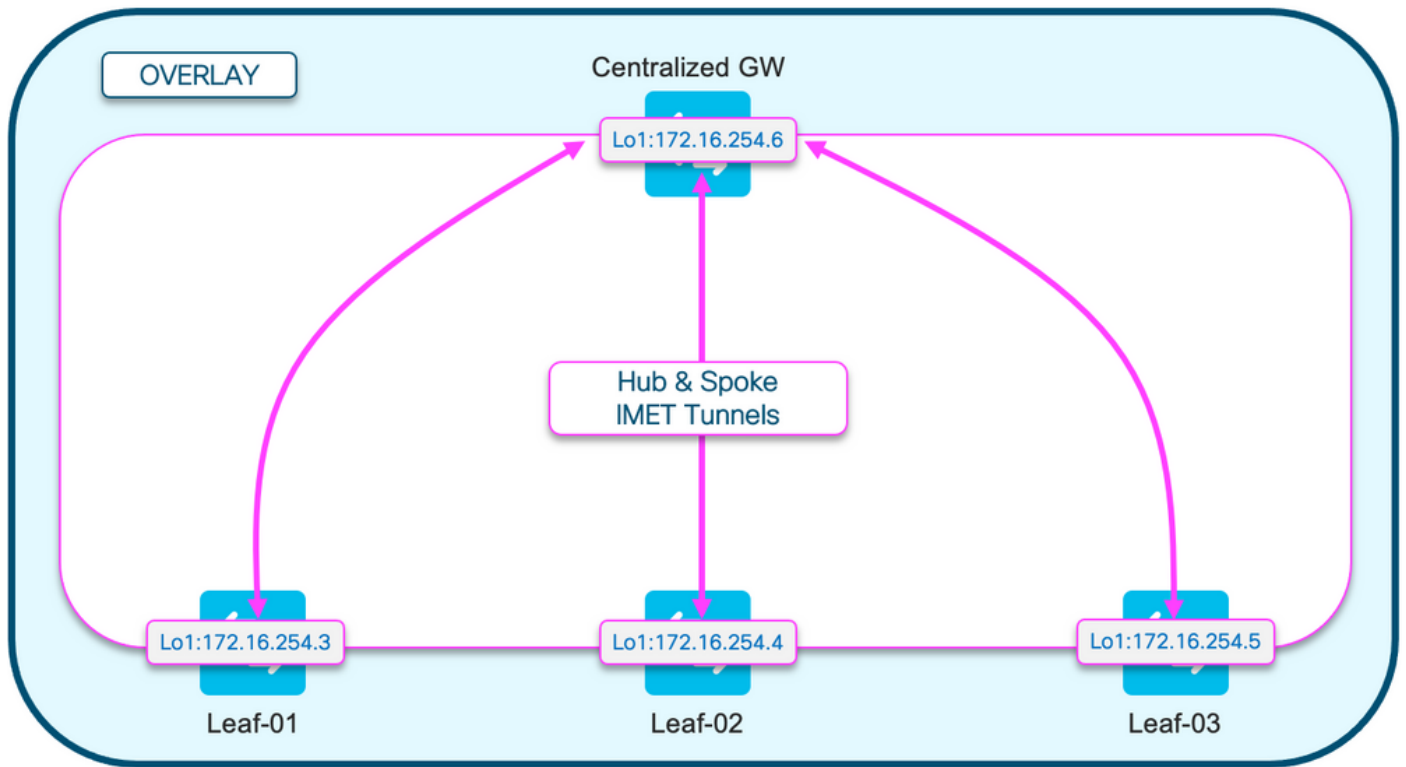 OVERLAY
Centralized GW
Lo1:172.16.254.6
Hub & Spoke
IMET Tunnels
Lo1:172.16.254.3
Lo1:172.16.254.4
Lo1:172.16.254.5
Leaf-01
Leaf-02
Leaf-03